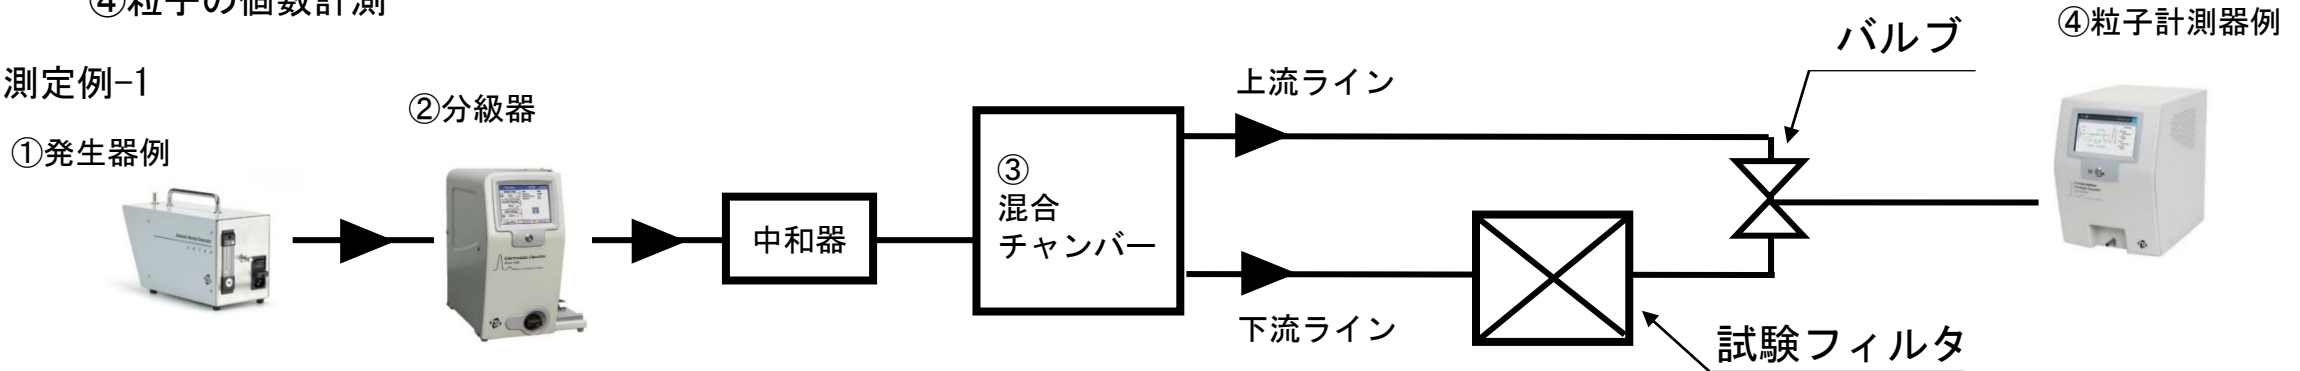 ④粒子の個数計測
測定例-1
①発生器例
②分級器
中和器
③
混合
チャンバー
上流ライン
下流ライン
バルブ
試験フィルタ
④粒子計測器例